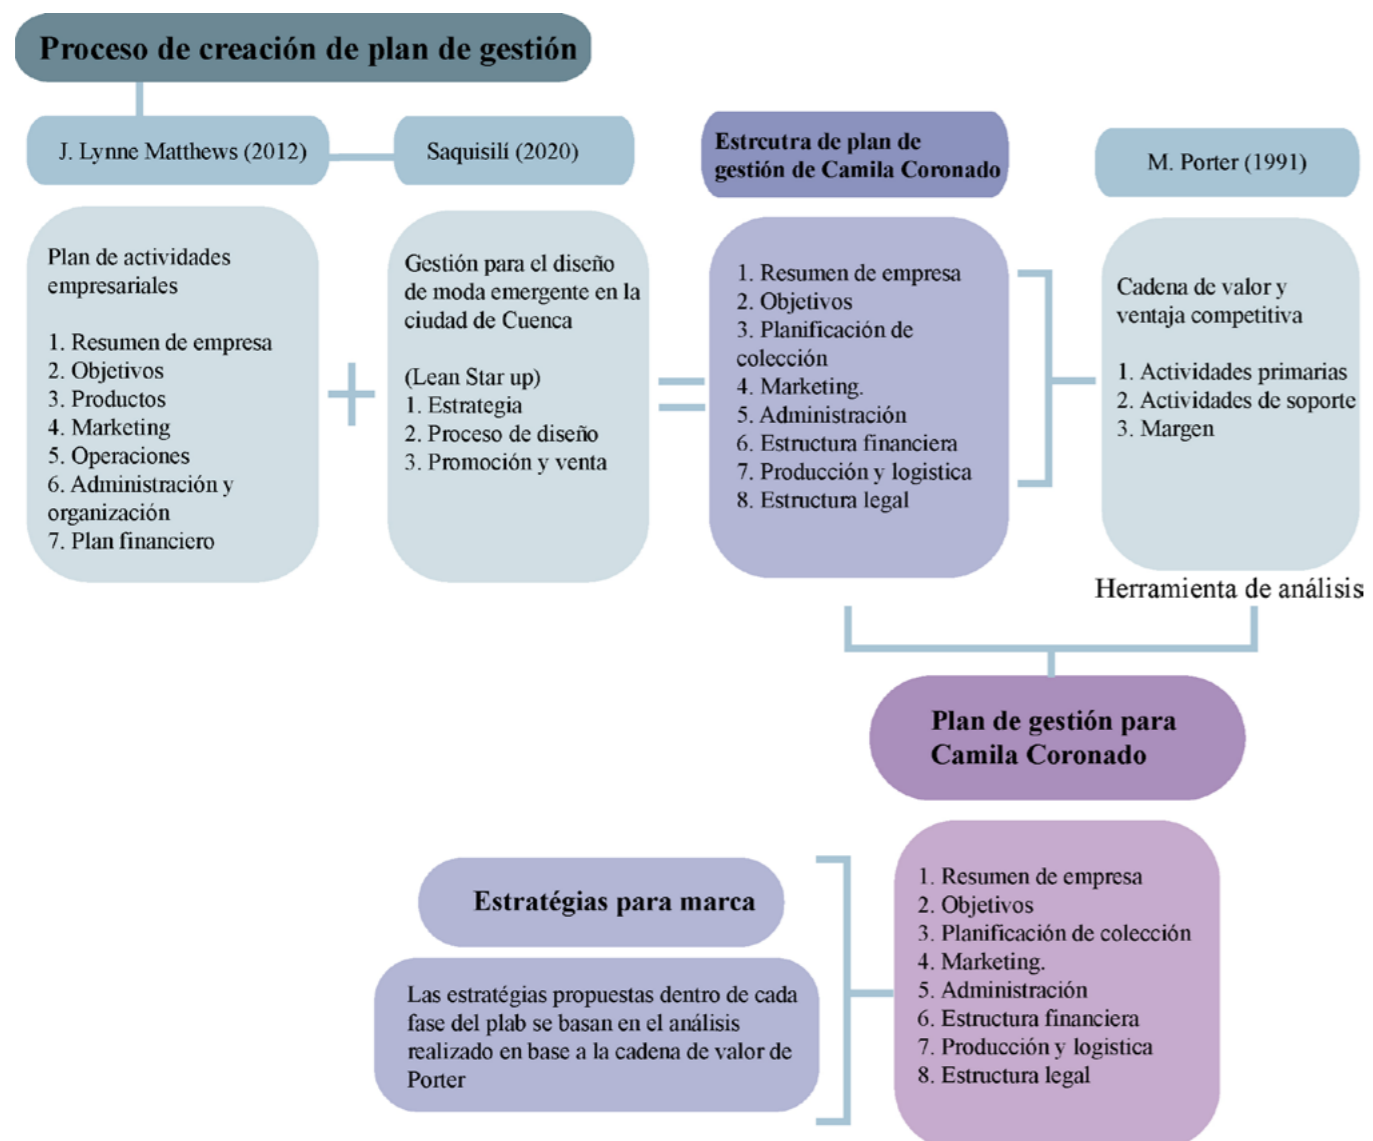 Proceso de creación de plan de gestión
J. Lynne Matthews (2012)
Plan de actividades
empresariales
1. Resumen de empresa
2. Objetivos
3. Productos
4. Marketing
5. Operaciones
6. Administración y
organización
7. Plan financiero
Saquisilí (2020)
Gestión para el diseño
de moda emergente en la
ciudad de Cuenca
(Lean Star up)
1. Estrategia
2. Proceso de diseño
3. Promoción y venta
Estrcutra de plan de
gestión de Camila Coronado
1. Resumen de empresa
2. Objetivos
3. Planificación de
colección
4. Marketing.
5. Administración
6. Estructura financiera
7. Producción y logistica
8. Estructura legal
M. Porter (1991)
Cadena de valor y
ventaja competitiva
1. Actividades primarias
2. Actividades de soporte
3. Margen
Herramienta de análisis
Plan de gestión para
Camila Coronado
1. Resumen de empresa
2. Objetivos
3. Planificación de colección
4. Marketing.
5. Administración
6. Estructura financiera
7. Producción y logistica
8. Estructura legal
Estratégias para marca
Las estratégias propuestas dentro de cada
fase del plab se basan en el análisis
realizado en base a la cadena de valor de
Porter